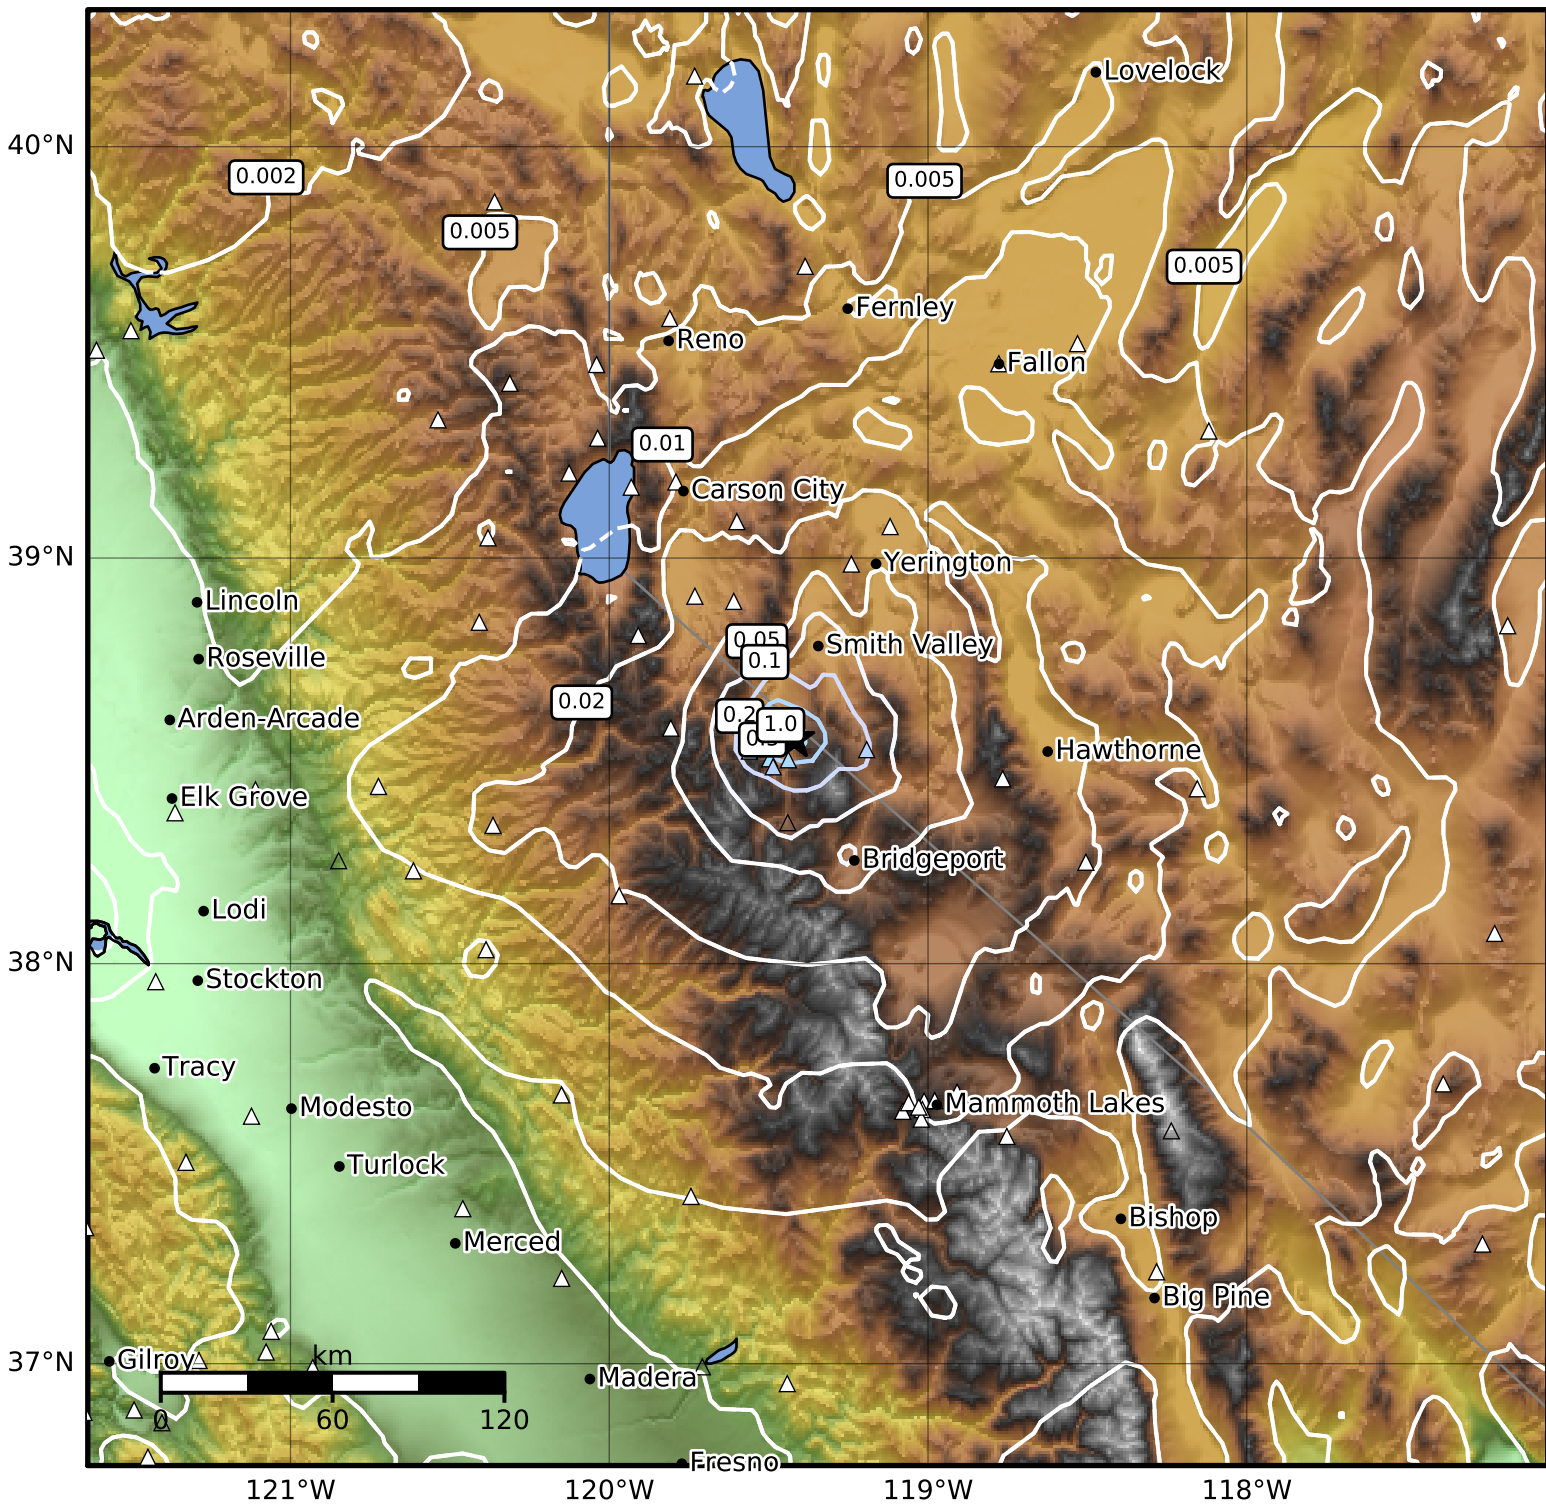 Lovelock
40°N
0.002
0.005
0.005
0.005
Fernley
Reno
Fallon
0.01
Carson City
39°N
Yerington
Lincoln
0.05
Smith Valley
Roseville
0.1
0.02
0.2
1.0
Arden-Arcade
Hawthorne
Elk Grove
Bridgeport
Lodi
38°N
Stockton
Tracy
Mammoth Lakes
Modesto
Turlock
Bishop
Merced
Big Pine
37°N
Gilroy
km
Madera
0 60 120
Fresno
121°W 120°W 119°W 118°W